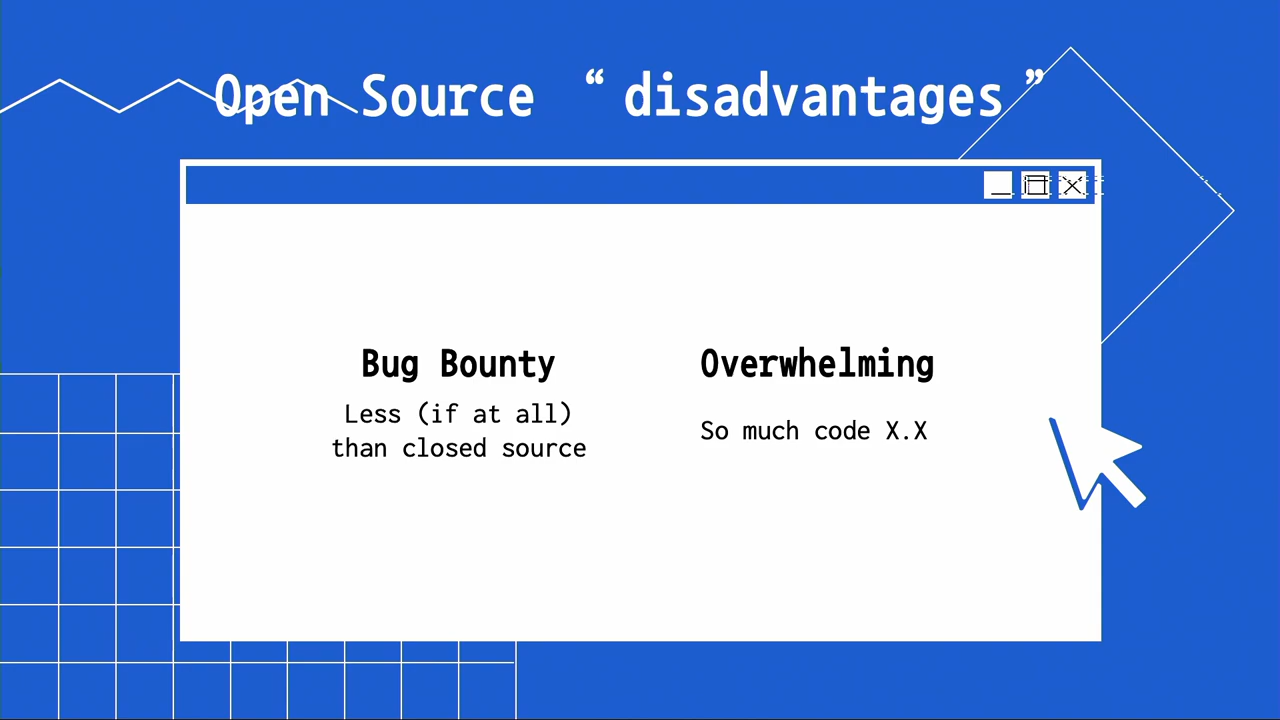 Open Source “disadvantages”
Bug Bounty
Less (if at all)
than closed source
Overwhelming
So much code X.X